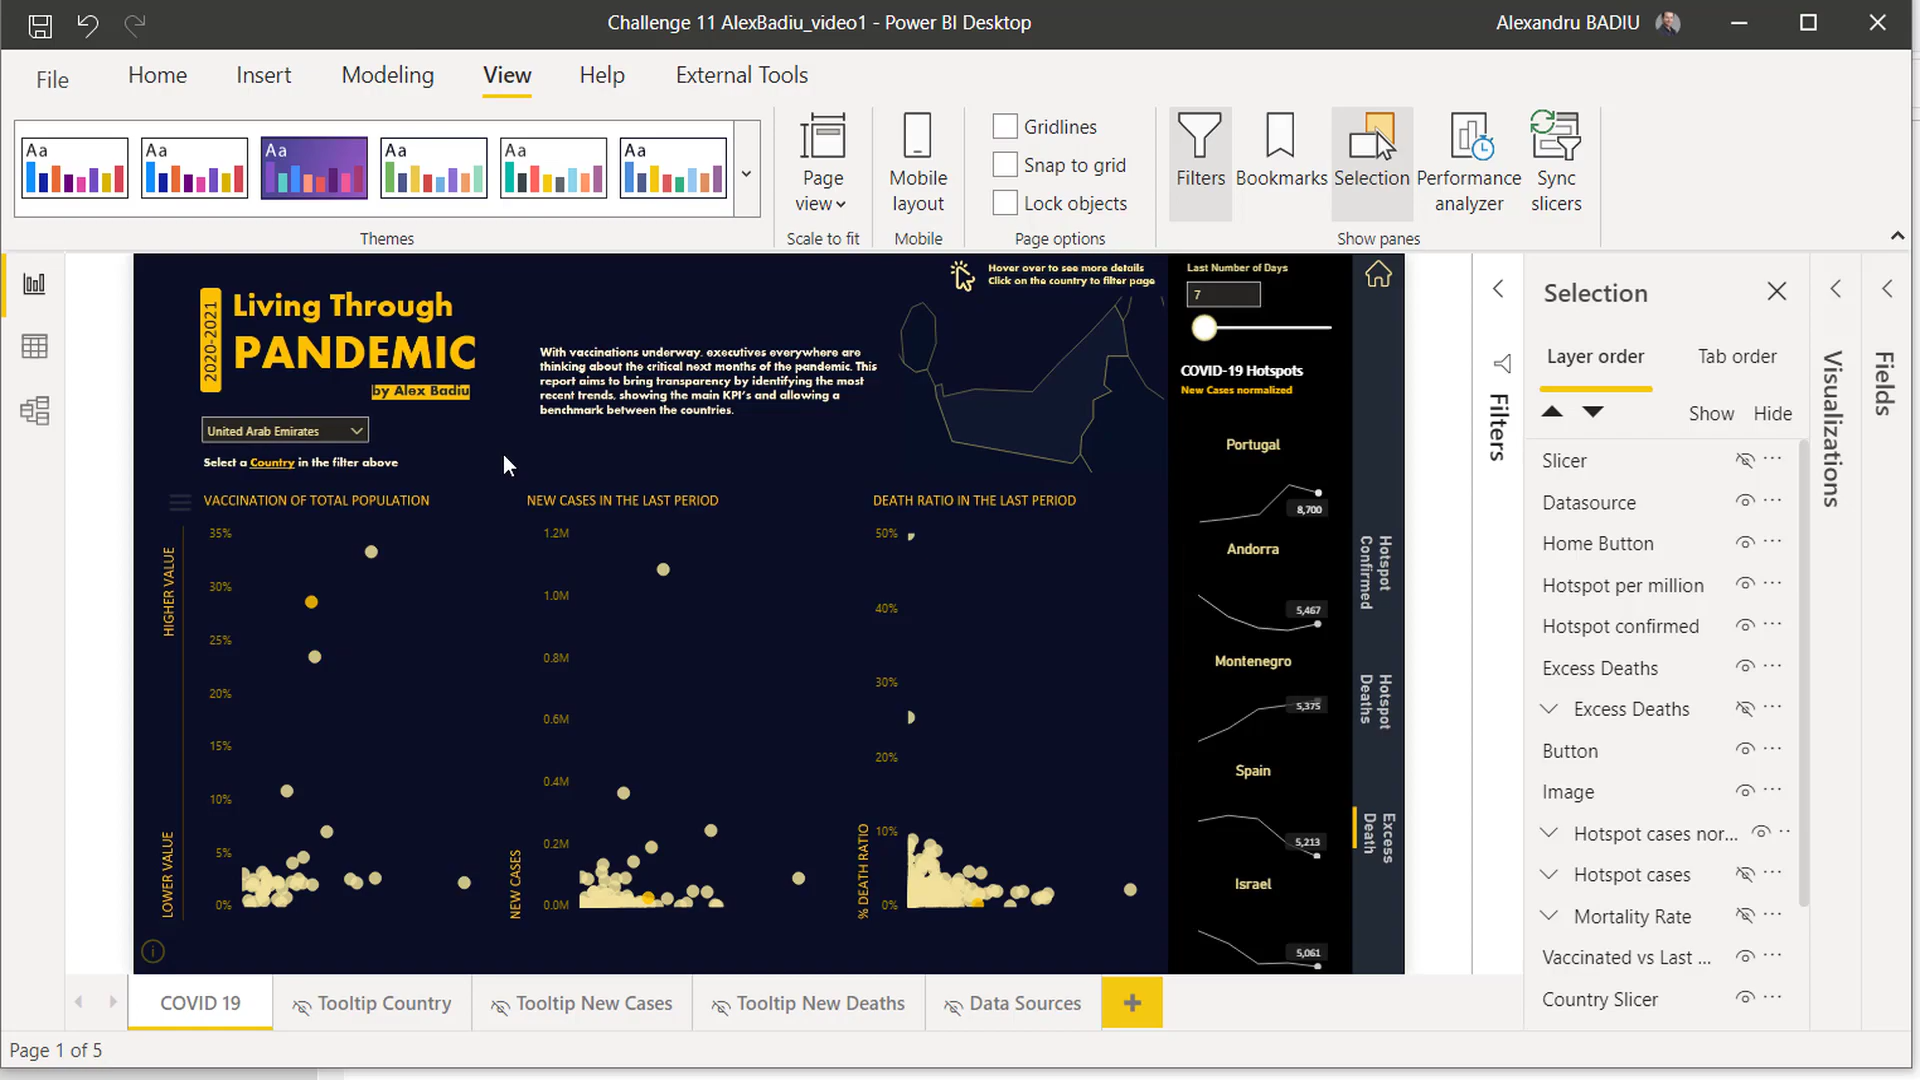 Challenge 11 AlexBadiu_video1 - Power BI Desktop
Alexandru BADIU
File
Home
Insert
Modeling
View
Help
External Tools
Aa
Aa
Aa
Aa
Aa
Aa
Themes
Page
view
Scale to fit
Mobile
layout
Mobile
Gridlines
Snap to grid
Lock objects
Page options
Filters
Bookmarks
Selection
Performance
analyzer
Sync
slicers
Show panes
2020-2021
Living Through
PANDEMIC
by Alex Badiu
United Arab Emirates
Select a Country in the filter above
With vaccinations underway, executives everywhere are
thinking about the critical next months of the pandemic. This
report aims to bring transparency by identifying the most
recent trends, showing the main KPI's and allowing a
benchmark between the countries.
Hover over to see more details
Click on the country to filter page
VACCINATION OF TOTAL POPULATION
HIGHER VALUE
LOWER VALUE
35%
30%
25%
20%
15%
10%
5%
0%
NEW CASES IN THE LAST PERIOD
NEW CASES
1.2M
1.0M
0.8M
0.6M
0.4M
0.2M
0.0M
DEATH RATIO IN THE LAST PERIOD
% DEATH RATIO
50%
40%
30%
20%
10%
0%
Last Number of Days
7
COVID-19 Hotspots
New Cases normalized
Portugal
8,700
Andorra
5,467
Montenegro
5,375
Spain
5,213
Israel
5,061
Hotspot
Confirmed
Hotspot
Deaths
Excess
Death
Filters
Selection
Layer order
Tab order
Show
Hide
Slicer
Datasource
Home Button
Hotspot per million
Hotspot confirmed
Excess Deaths
Excess Deaths
Button
Image
Hotspot cases nor...
Hotspot cases
Mortality Rate
Vaccinated vs Last ...
Country Slicer
Visualizations
Fields
COVID 19
Tooltip Country
Tooltip New Cases
Tooltip New Deaths
Data Sources
Page 1 of 5